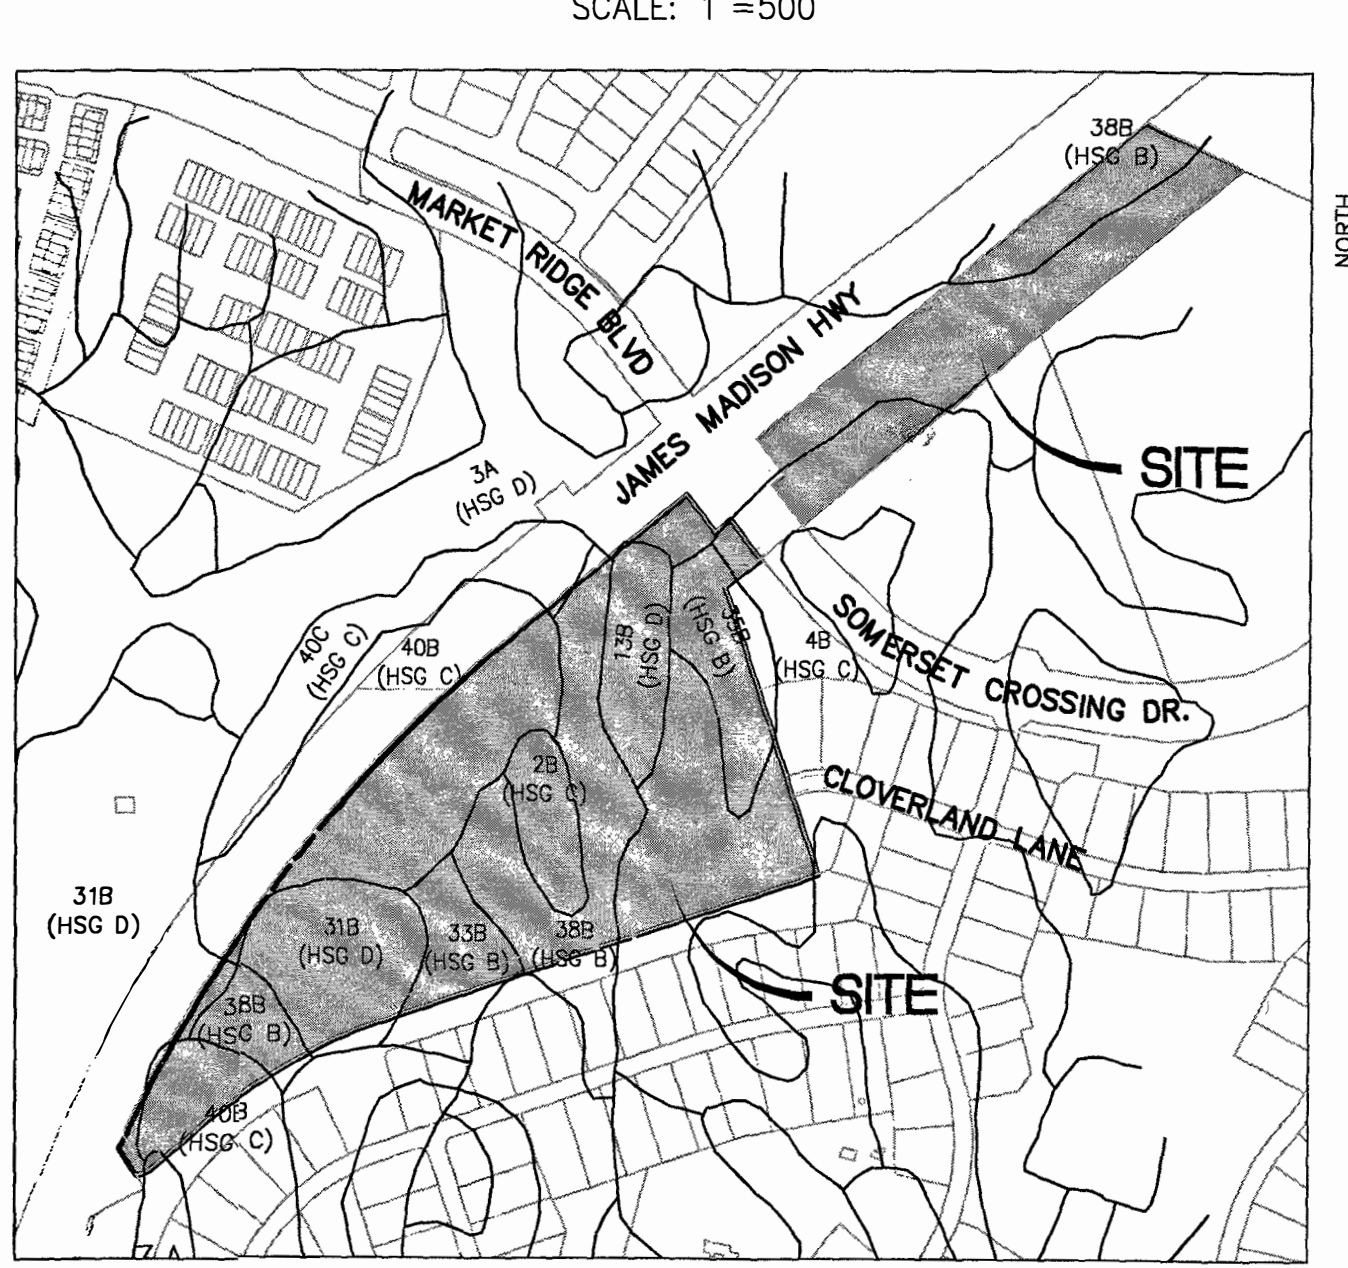 SCALE: 1 =500
NORTH
38B
(HSG B)
MARKET RIDGE BLVD
JAMES MADISON HWY
SITE
3A
(HSG D)
40C
(HSG C)
40B
(HSG C)
13B
(HSG D)
35B
(HSG B)
4B
(HSG C)
SOMERSET CROSSING DR.
2B
(HSG C)
CLOVERLAND LANE
31B
(HSG D)
31B
(HSG D)
33B
(HSG B)
38B
(HSG B)
SITE
38B
(HSG B)
40B
(HSG C)